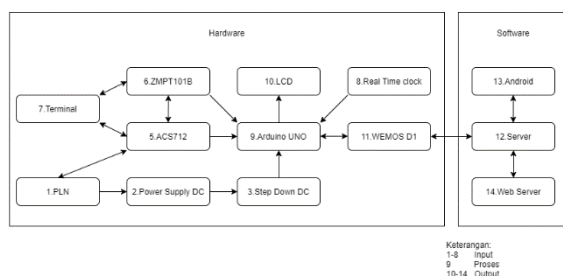 Hardware
Software
6.ZMPT101B
10.LCD
8.Real Time clock
13.Android
7.Terminal
5.ACS712
9.Arduino UNO
11.WEMOS D1
12.Server
1.PLN
2.Power Supply DC
3.Step Down DC
14.Web Server
Keterangan:
1-8 Input
9 Proses
10-14 Output